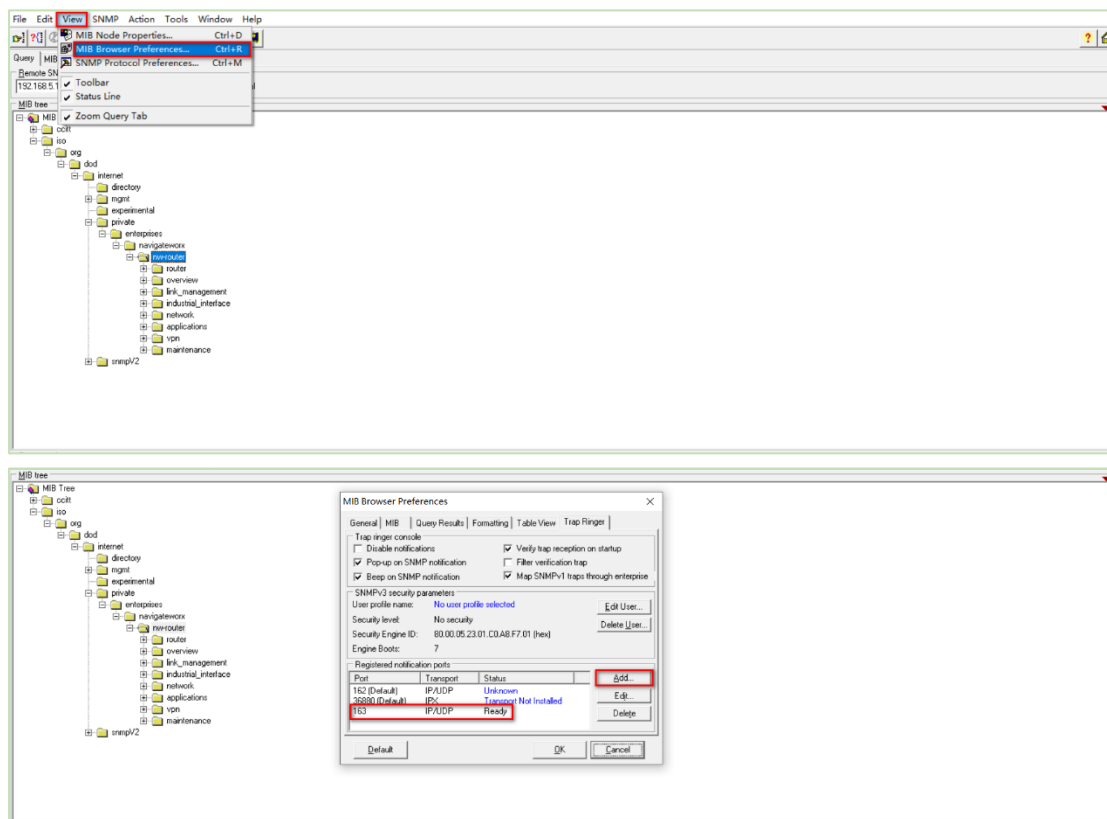 File Edit View SNMP Action Tools Window Help
MIB Node Properties... Ctrl+D
MIB Browser Preferences... Ctrl+R
SNMP Protocol Preferences... Ctrl+M
Toolbar
Status Line
Zoom Query Tab
Query MIB
Remote SN
192.168.5.1
MIB tree
MIB
ccitt
iso
org
dod
internet
directory
mgmt
experimental
private
enterprises
navigateworx
nw-router
router
overview
link_management
industrial_interface
network
applications
vpn
maintenance
snmpV2
MIB tree
MIB Tree
ccitt
iso
org
dod
internet
directory
mgmt
experimental
private
enterprises
navigateworx
nw-router
router
overview
link_management
industrial_interface
network
applications
vpn
maintenance
snmpV2
MIB Browser Preferences
General MIB Query Results Formatting Table View Trap Ringer
Trap ringer console
Disable notifications Verify trap reception on startup
Pop-up on SNMP notification Filter verification trap
Beep on SNMP notification Map SNMPv1 traps through enterprise
SNMPv3 security parameters
User profile name: No user profile selected Edit User...
Security level: No security Delete User...
Security Engine ID: 80.00.05.23.01.C0.A8.F7.01 (hex)
Engine Boots: 7
Registered notification ports
Port Transport Status Add...
162 (Default) IP/UDP Unknown
36880 (Default) IPX Transport Not Installed Edit...
163 IP/UDP Ready Delete
Default OK Cancel